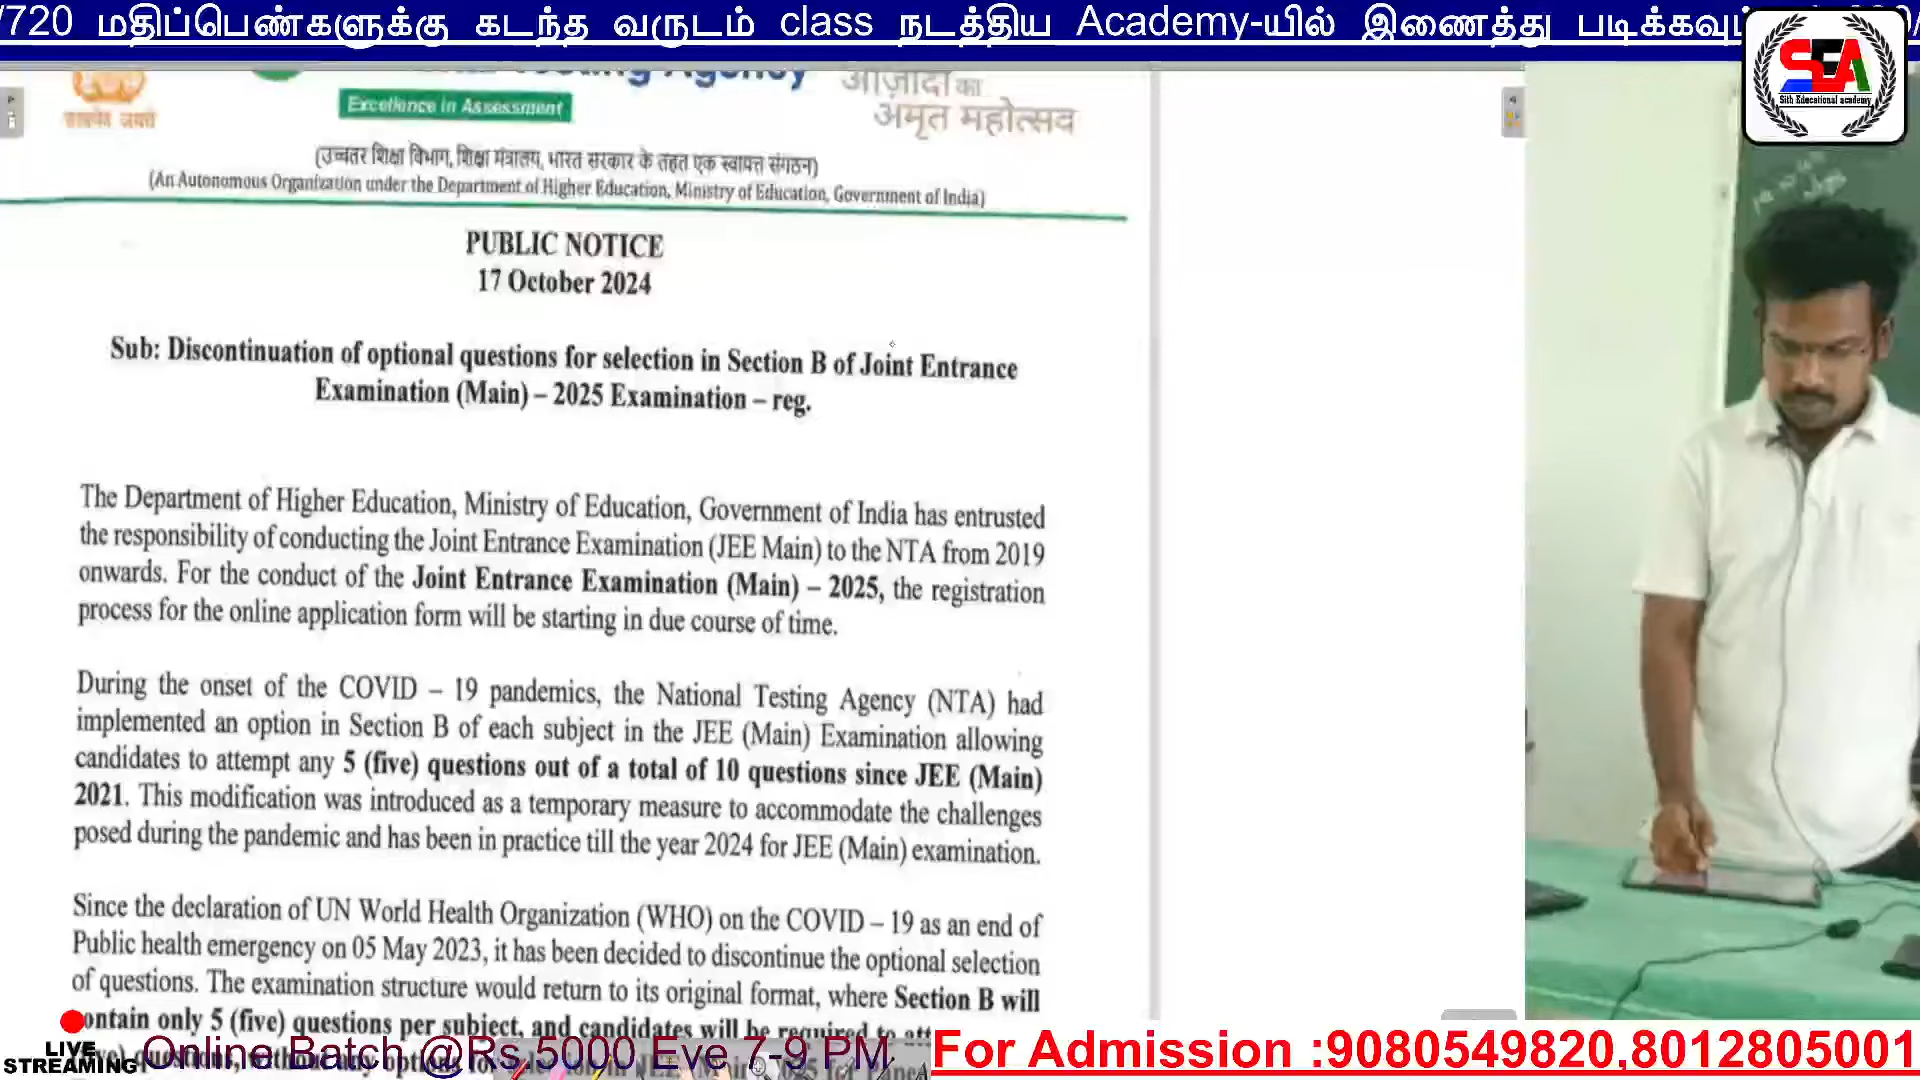 /720 மதிப்பெண்களுக்கு கடந்த வருடம் class நடத்திய Academy-யில் இணைத்து படிக்கவும்
SEA
Sith Educational academy
Testing Agency
Excellence in Assessment
सत्यमेव जयते
आज़ादी का
अमृत महोत्सव
(उच्चतर शिक्षा विभाग, शिक्षा मंत्रालय, भारत सरकार के तहत एक स्वायत्त संगठन)
(An Autonomous Organization under the Department of Higher Education, Ministry of Education, Government of India)
PUBLIC NOTICE
17 October 2024
Sub: Discontinuation of optional questions for selection in Section B of Joint Entrance
Examination (Main) – 2025 Examination – reg.
The Department of Higher Education, Ministry of Education, Government of India has entrusted
the responsibility of conducting the Joint Entrance Examination (JEE Main) to the NTA from 2019
onwards. For the conduct of the Joint Entrance Examination (Main) – 2025, the registration
process for the online application form will be starting in due course of time.
During the onset of the COVID – 19 pandemics, the National Testing Agency (NTA) had
implemented an option in Section B of each subject in the JEE (Main) Examination allowing
candidates to attempt any 5 (five) questions out of a total of 10 questions since JEE (Main)
2021. This modification was introduced as a temporary measure to accommodate the challenges
posed during the pandemic and has been in practice till the year 2024 for JEE (Main) examination.
Since the declaration of UN World Health Organization (WHO) on the COVID – 19 as an end of
Public health emergency on 05 May 2023, it has been decided to discontinue the optional selection
of questions. The examination structure would return to its original format, where Section B will
contain only 5 (five) questions per subject, and candidates will be required to
questions, without any
LIVE
STREAMING
Online Batch @Rs.5000 Eve 7-9 PM
For Admission :9080549820,8012805001